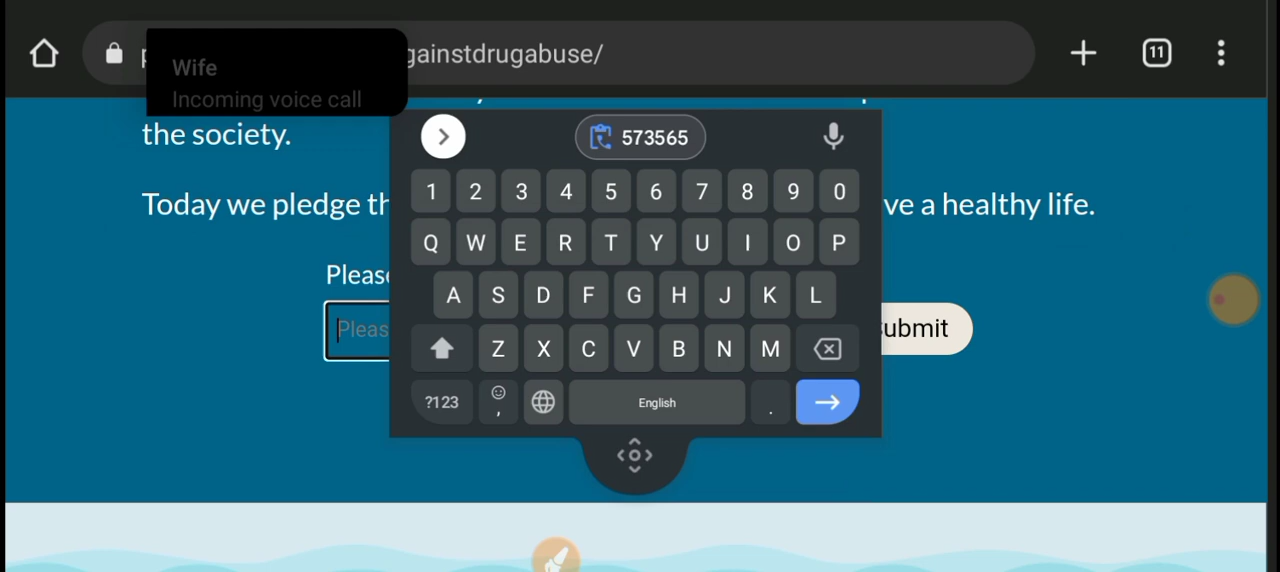 Wife
Incoming voice call
gainstdrugabuse/
11
the society.
573565
Today we pledge th
ve a healthy life.
1 2 3 4 5 6 7 8 9 0
Q W E R T Y U I O P
A S D F G H J K L
Z X C V B N M
?123 , English .
Please
Pleas
ubmit